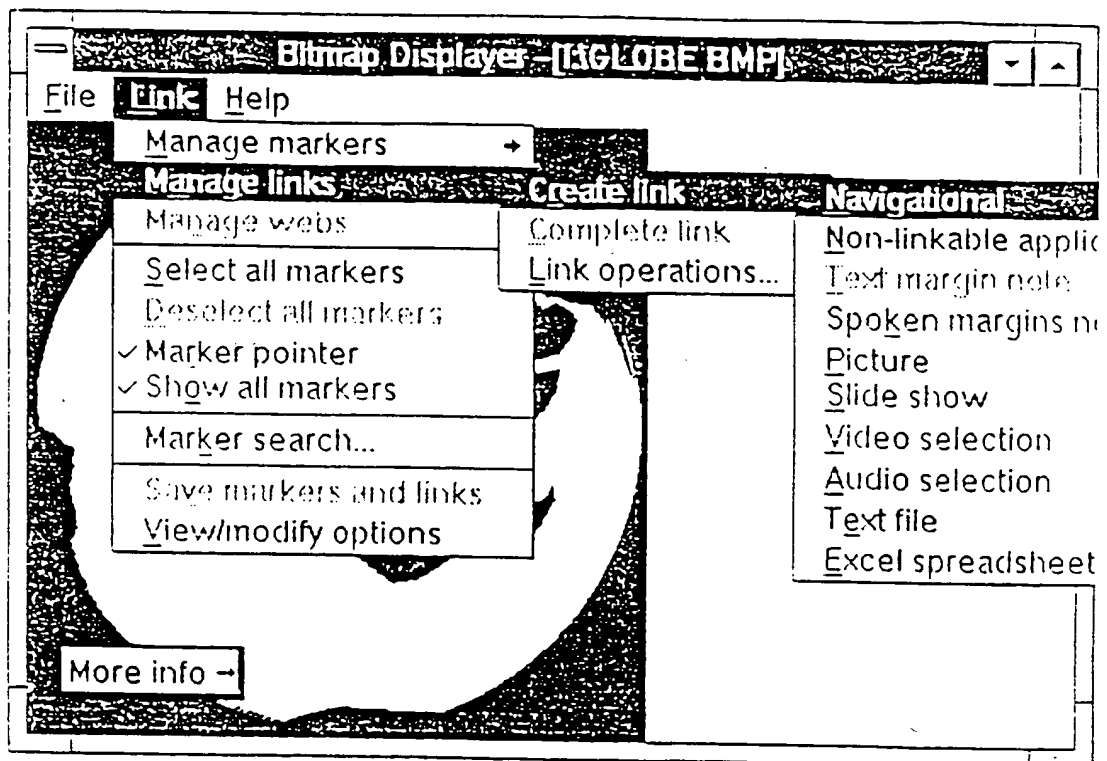 Bitmap Displayer -[I:\GLOBE.BMP]
File Link Help
Manage markers
Manage links
Manage webs
Select all markers
Deselect all markers
✓ Marker pointer
✓ Show all markers
Marker search...
Save markers and links
View/modify options
Create link
Complete link
Link operations...
Navigational
Non-linkable applic
Text margin note
Spoken margins n
Picture
Slide show
Video selection
Audio selection
Text file
Excel spreadsheet
More info →